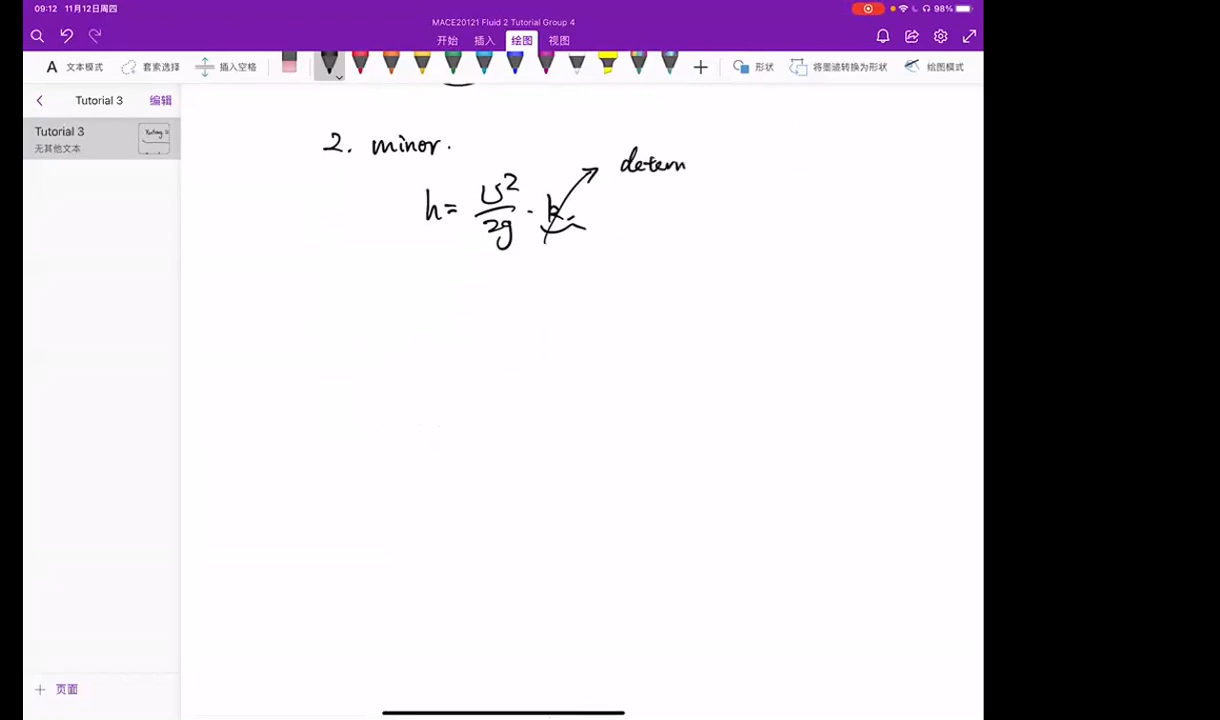 09:12 11月12日周四
98%
MACE20121 Fluid 2 Tutorial Group 4
开始 插入 绘图 视图
A 文本模式 套索选择 插入空格 形状 将墨迹转换为形状 绘图模式
Tutorial 3 编辑
Tutorial 3
无其他文本
2. minor.
determ
h = U²/2g · k
+ 页面